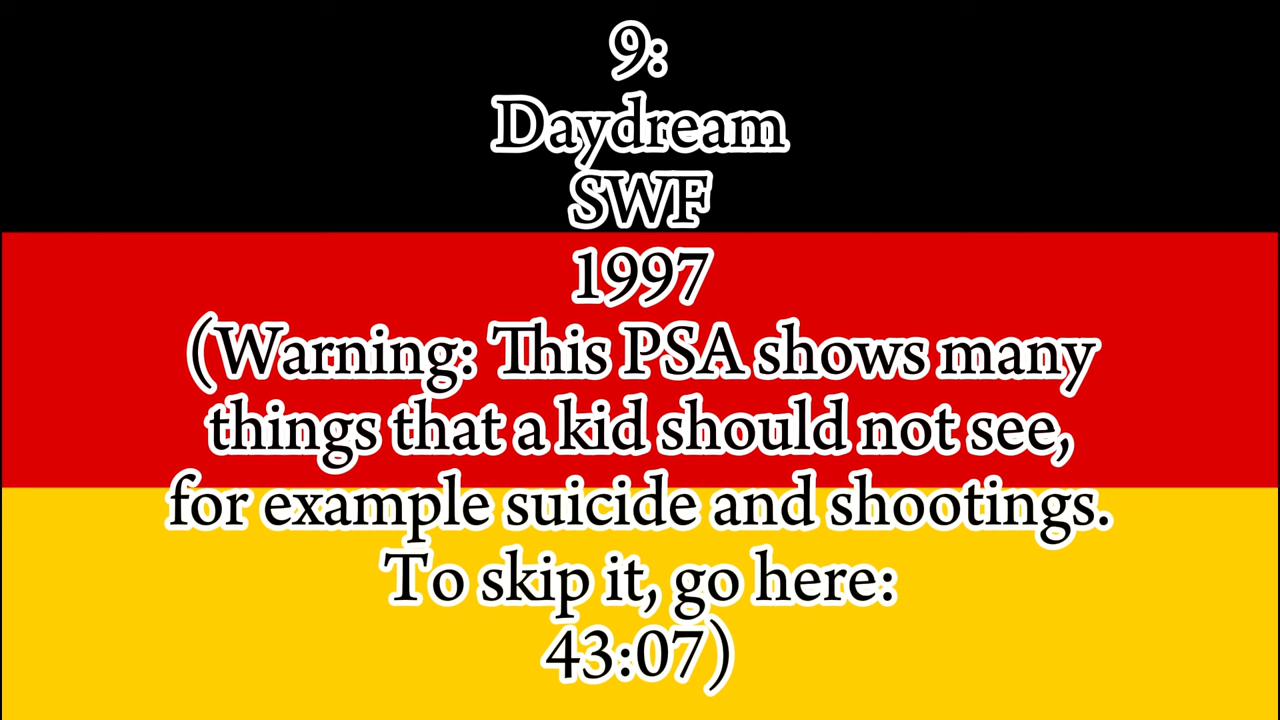 9:
Daydream
SWF
1997
(Warning: This PSA shows many
things that a kid should not see,
for example suicide and shootings.
To skip it, go here:
43:07)